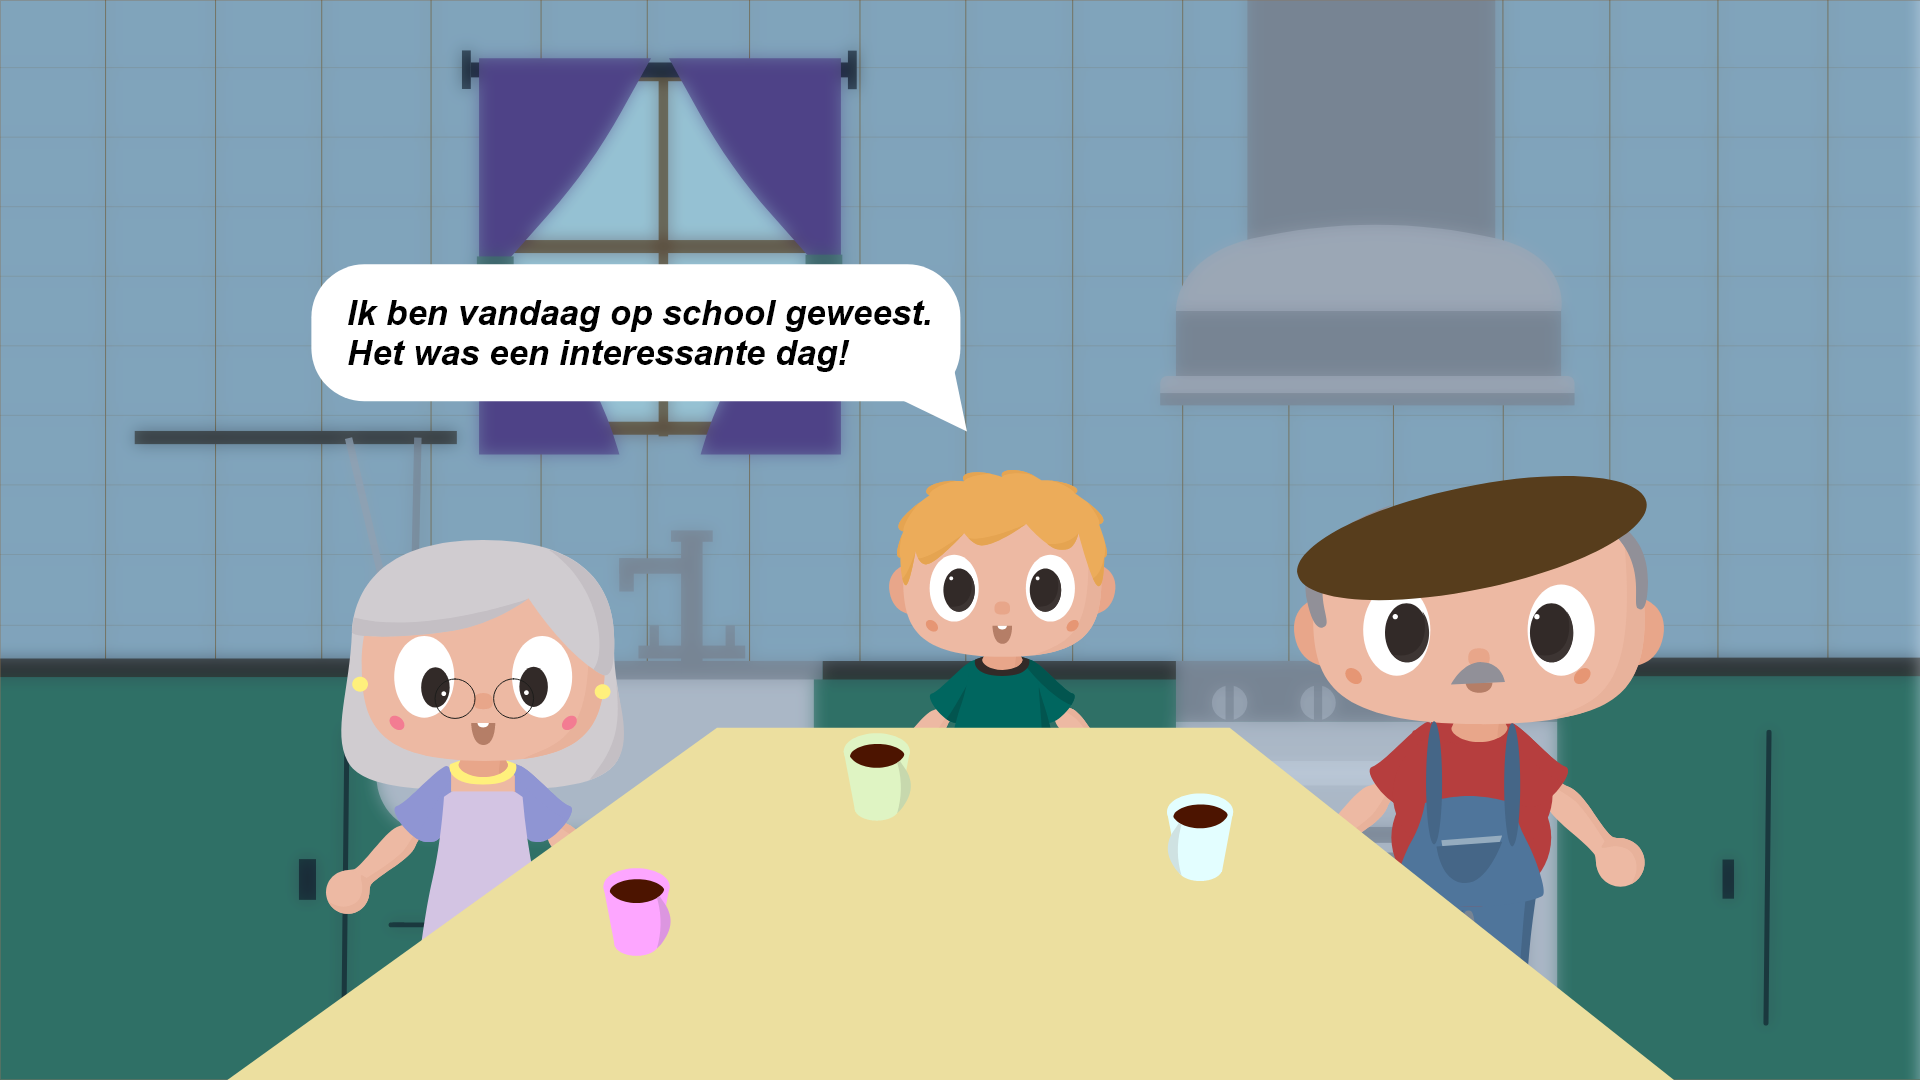 Ik ben vandaag op school geweest.
Het was een interessante dag!